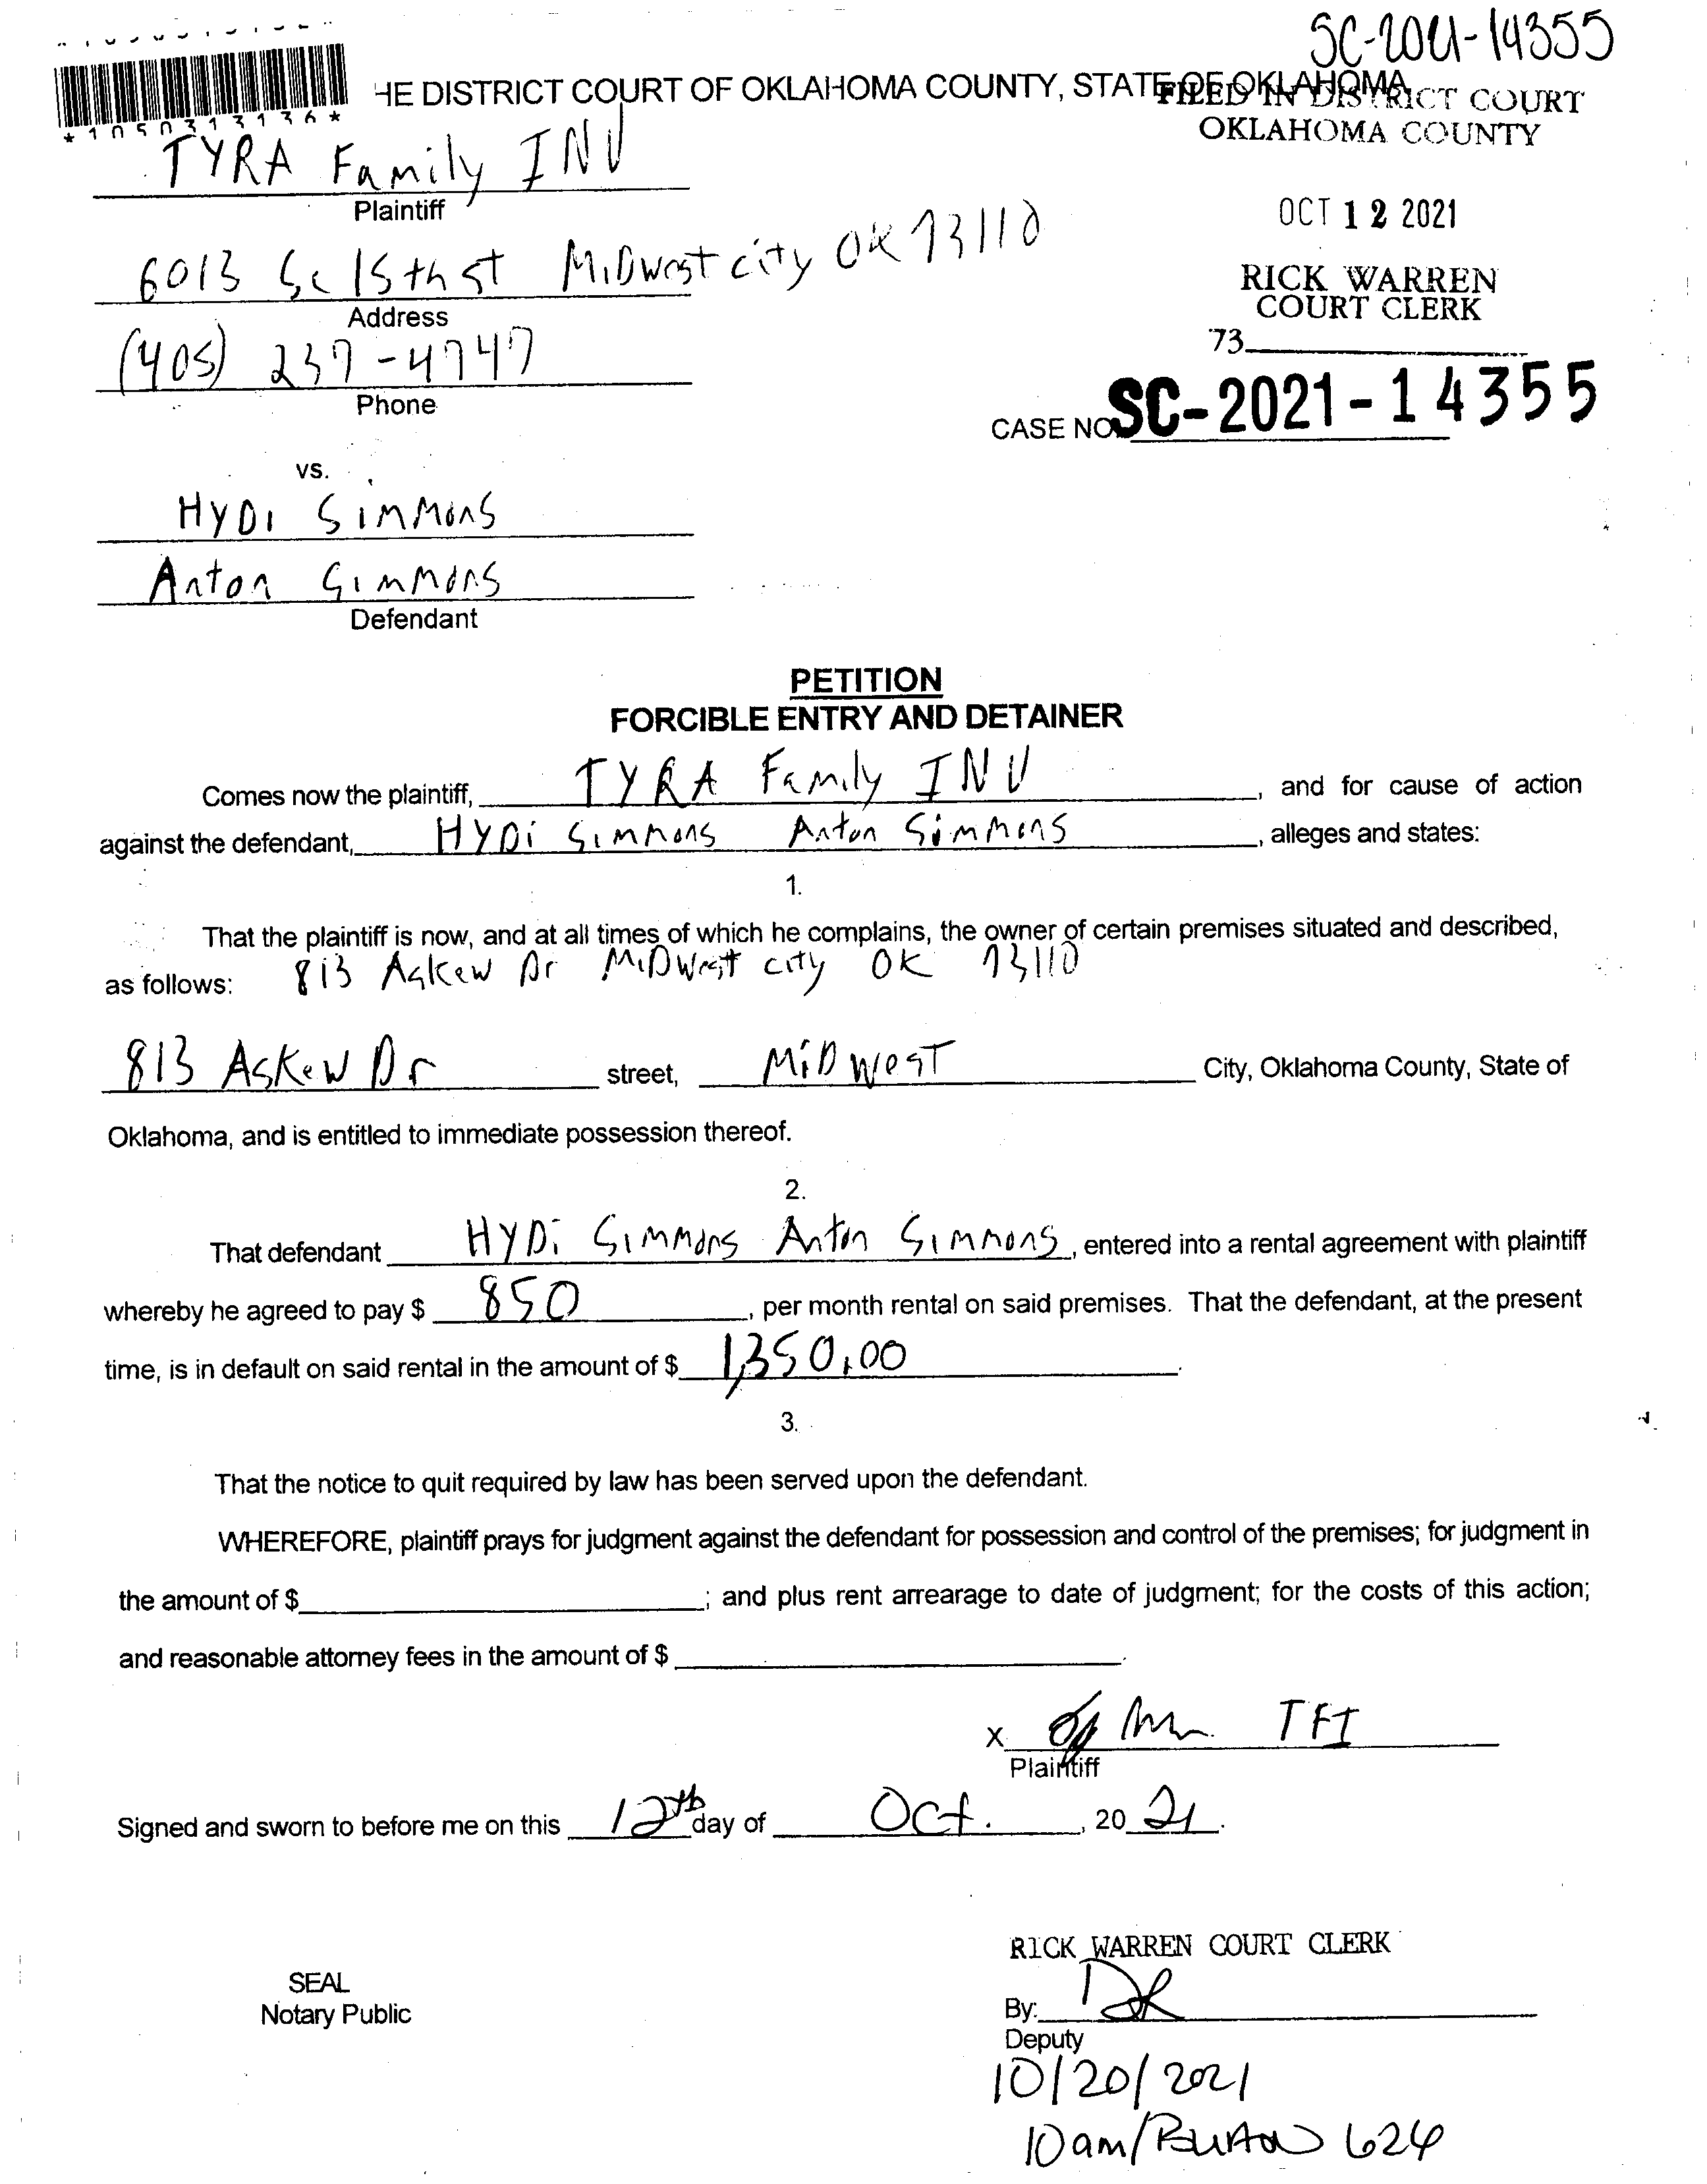 SC-2021-14355
HE DISTRICT COURT OF OKLAHOMA COUNTY, STATE OF OKLAHOMA
FILED IN DISTRICT COURT
OKLAHOMA COUNTY
*1050313136*
TYRA Family INV
Plaintiff
OCT 12 2021
6013 Se 15th st MiDwest city OK 73110
Address
RICK WARREN
COURT CLERK
(405) 237-4747
Phone
73
CASE NO. SC-2021-14355
vs.
HYDI SiMMons
Anton SiMMons
Defendant
PETITION
FORCIBLE ENTRY AND DETAINER
Comes now the plaintiff, TYRA Family INV, and for cause of action
against the defendant, HYDi SiMMons Anton SiMMons, alleges and states:
1.
That the plaintiff is now, and at all times of which he complains, the owner of certain premises situated and described,
as follows: 813 Askew Dr MiDwest city OK 73110
813 Askew Dr street, MiDwest City, Oklahoma County, State of
Oklahoma, and is entitled to immediate possession thereof.
2.
That defendant HYDi SiMMons Anton SiMMons, entered into a rental agreement with plaintiff
whereby he agreed to pay $ 850, per month rental on said premises. That the defendant, at the present
time, is in default on said rental in the amount of $ 1,350.00.
3.
That the notice to quit required by law has been served upon the defendant.
WHEREFORE, plaintiff prays for judgment against the defendant for possession and control of the premises; for judgment in
the amount of $ ; and plus rent arrearage to date of judgment; for the costs of this action;
and reasonable attorney fees in the amount of $ .
X TFI
Plaintiff
Signed and sworn to before me on this 12th day of Oct., 20 21.
RICK WARREN COURT CLERK
SEAL
Notary Public
By: DR
Deputy
10/20/2021
10am/ 624